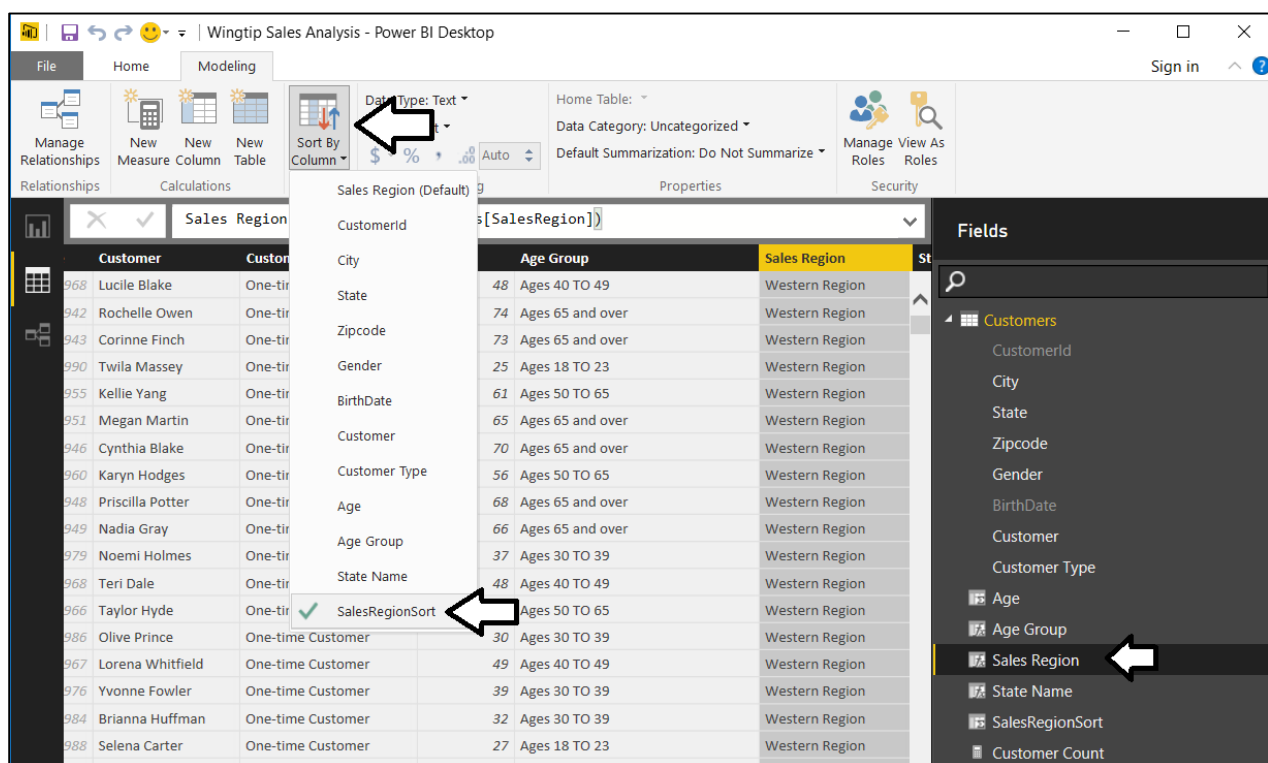 Wingtip Sales Analysis - Power BI Desktop
File Home Modeling Sign in
Manage Relationships
New Measure
New Column
New Table
Sort By Column
Data Type: Text
$ % , .00 Auto
Home Table:
Data Category: Uncategorized
Default Summarization: Do Not Summarize
Manage Roles
View As Roles
Relationships Calculations Properties Security
Sales Region s[SalesRegion])
Sales Region (Default)
CustomerId
City
State
Zipcode
Gender
BirthDate
Customer
Customer Type
Age
Age Group
State Name
SalesRegionSort
Customer Age Group Sales Region
968 Lucile Blake 48 Ages 40 TO 49 Western Region
942 Rochelle Owen 74 Ages 65 and over Western Region
943 Corinne Finch 73 Ages 65 and over Western Region
990 Twila Massey 25 Ages 18 TO 23 Western Region
955 Kellie Yang 61 Ages 50 TO 65 Western Region
951 Megan Martin 65 Ages 65 and over Western Region
946 Cynthia Blake 70 Ages 65 and over Western Region
960 Karyn Hodges 56 Ages 50 TO 65 Western Region
948 Priscilla Potter 68 Ages 65 and over Western Region
949 Nadia Gray 66 Ages 65 and over Western Region
979 Noemi Holmes 37 Ages 30 TO 39 Western Region
968 Teri Dale 48 Ages 40 TO 49 Western Region
966 Taylor Hyde Ages 50 TO 65 Western Region
986 Olive Prince One-time Customer 30 Ages 30 TO 39 Western Region
967 Lorena Whitfield One-time Customer 49 Ages 40 TO 49 Western Region
976 Yvonne Fowler One-time Customer 39 Ages 30 TO 39 Western Region
984 Brianna Huffman One-time Customer 32 Ages 30 TO 39 Western Region
988 Selena Carter One-time Customer 27 Ages 18 TO 23 Western Region
Fields
Customers
CustomerId
City
State
Zipcode
Gender
BirthDate
Customer
Customer Type
Age
Age Group
Sales Region
State Name
SalesRegionSort
Customer Count